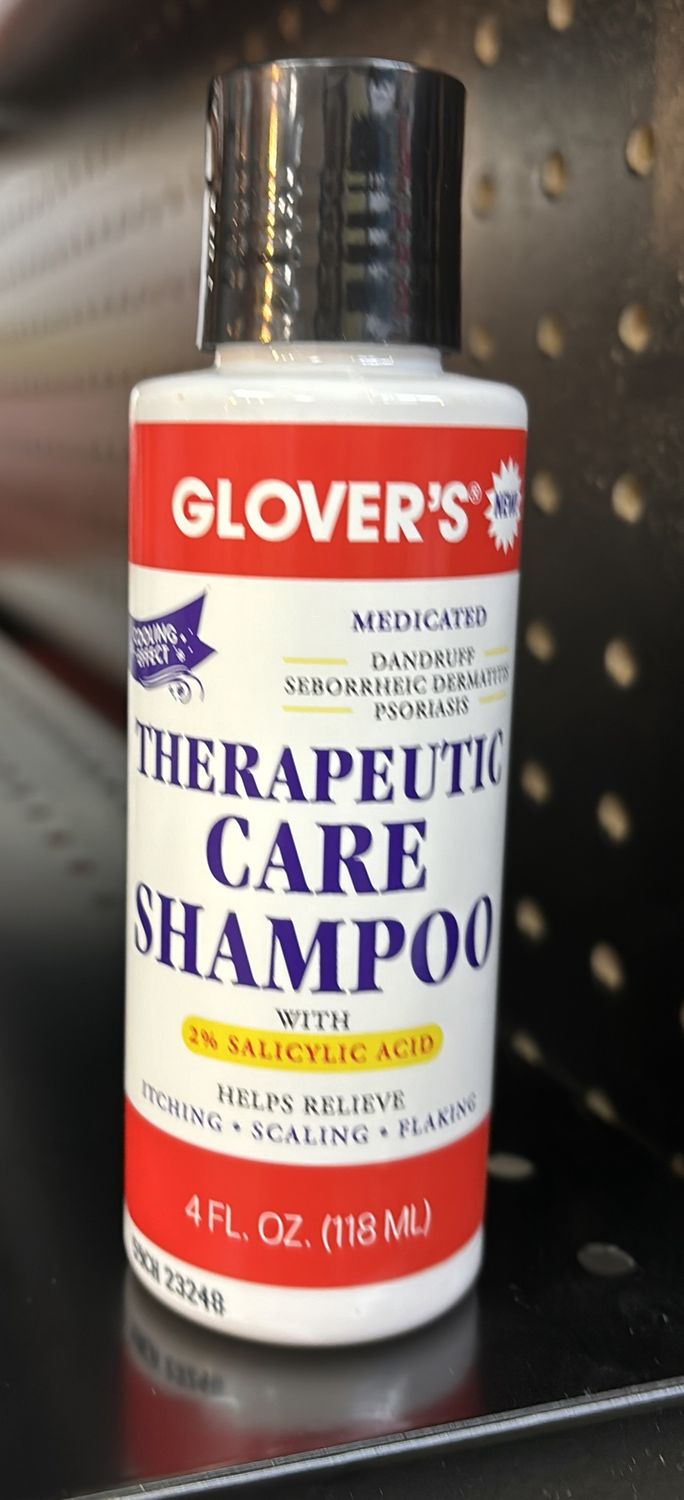 GLOVER'S®
NEW!
COOLING
EFFECT
MEDICATED
DANDRUFF
SEBORRHEIC DERMATITIS
PSORIASIS
THERAPEUTIC
CARE
SHAMPOO
WITH
2% SALICYLIC ACID
HELPS RELIEVE
ITCHING • SCALING • FLAKING
4 FL. OZ. (118 ML)
23248